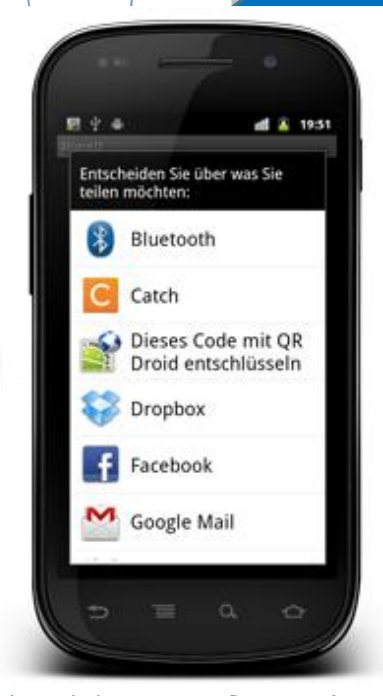 19:51
Entscheiden Sie über was Sie
teilen möchten:
Bluetooth
Catch
Dieses Code mit QR
Droid entschlüsseln
Dropbox
Facebook
Google Mail